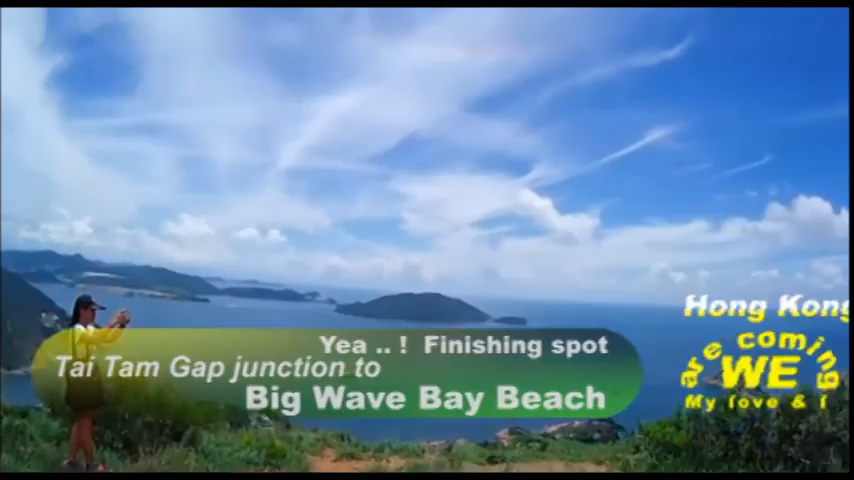 Yea .. !  Finishing spot
Tai Tam Gap junction to
Big Wave Bay Beach
Hong Kong
are coming
WE
My love & f